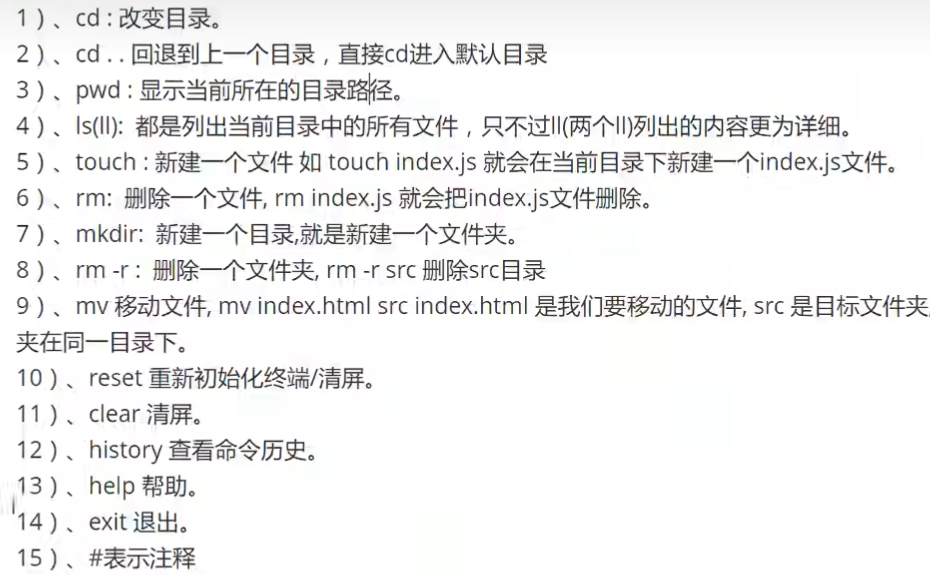 1）、cd : 改变目录。
2）、cd . . 回退到上一个目录，直接cd进入默认目录
3）、pwd : 显示当前所在的目录路径。
4）、ls(ll): 都是列出当前目录中的所有文件，只不过ll(两个ll)列出的内容更为详细。
5）、touch : 新建一个文件 如 touch index.js 就会在当前目录下新建一个index.js文件。
6）、rm: 删除一个文件, rm index.js 就会把index.js文件删除。
7）、mkdir: 新建一个目录,就是新建一个文件夹。
8）、rm -r : 删除一个文件夹, rm -r src 删除src目录
9）、mv 移动文件, mv index.html src index.html 是我们要移动的文件, src 是目标文件夹,
夹在同一目录下。
10）、reset 重新初始化终端/清屏。
11）、clear 清屏。
12）、history 查看命令历史。
13）、help 帮助。
14）、exit 退出。
15）、#表示注释